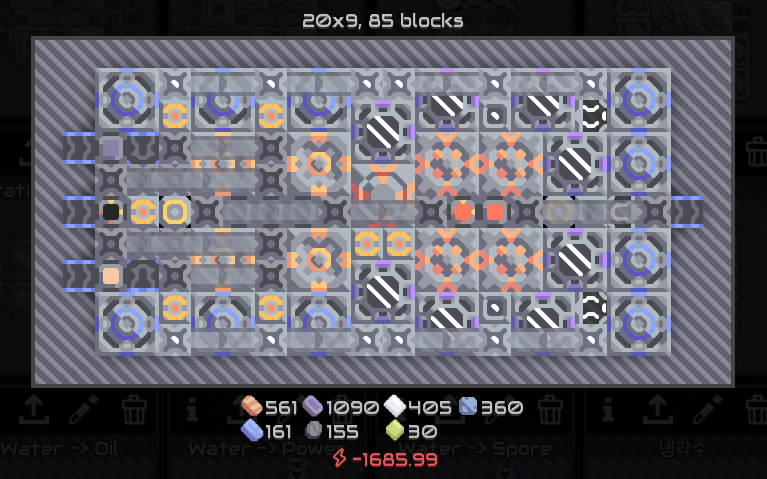 20x9, 85 blocks
561 1090 405 360
161 155 30
-1685.99
Water -> Oil
Water -> Power
Water -> Spore
냉각수